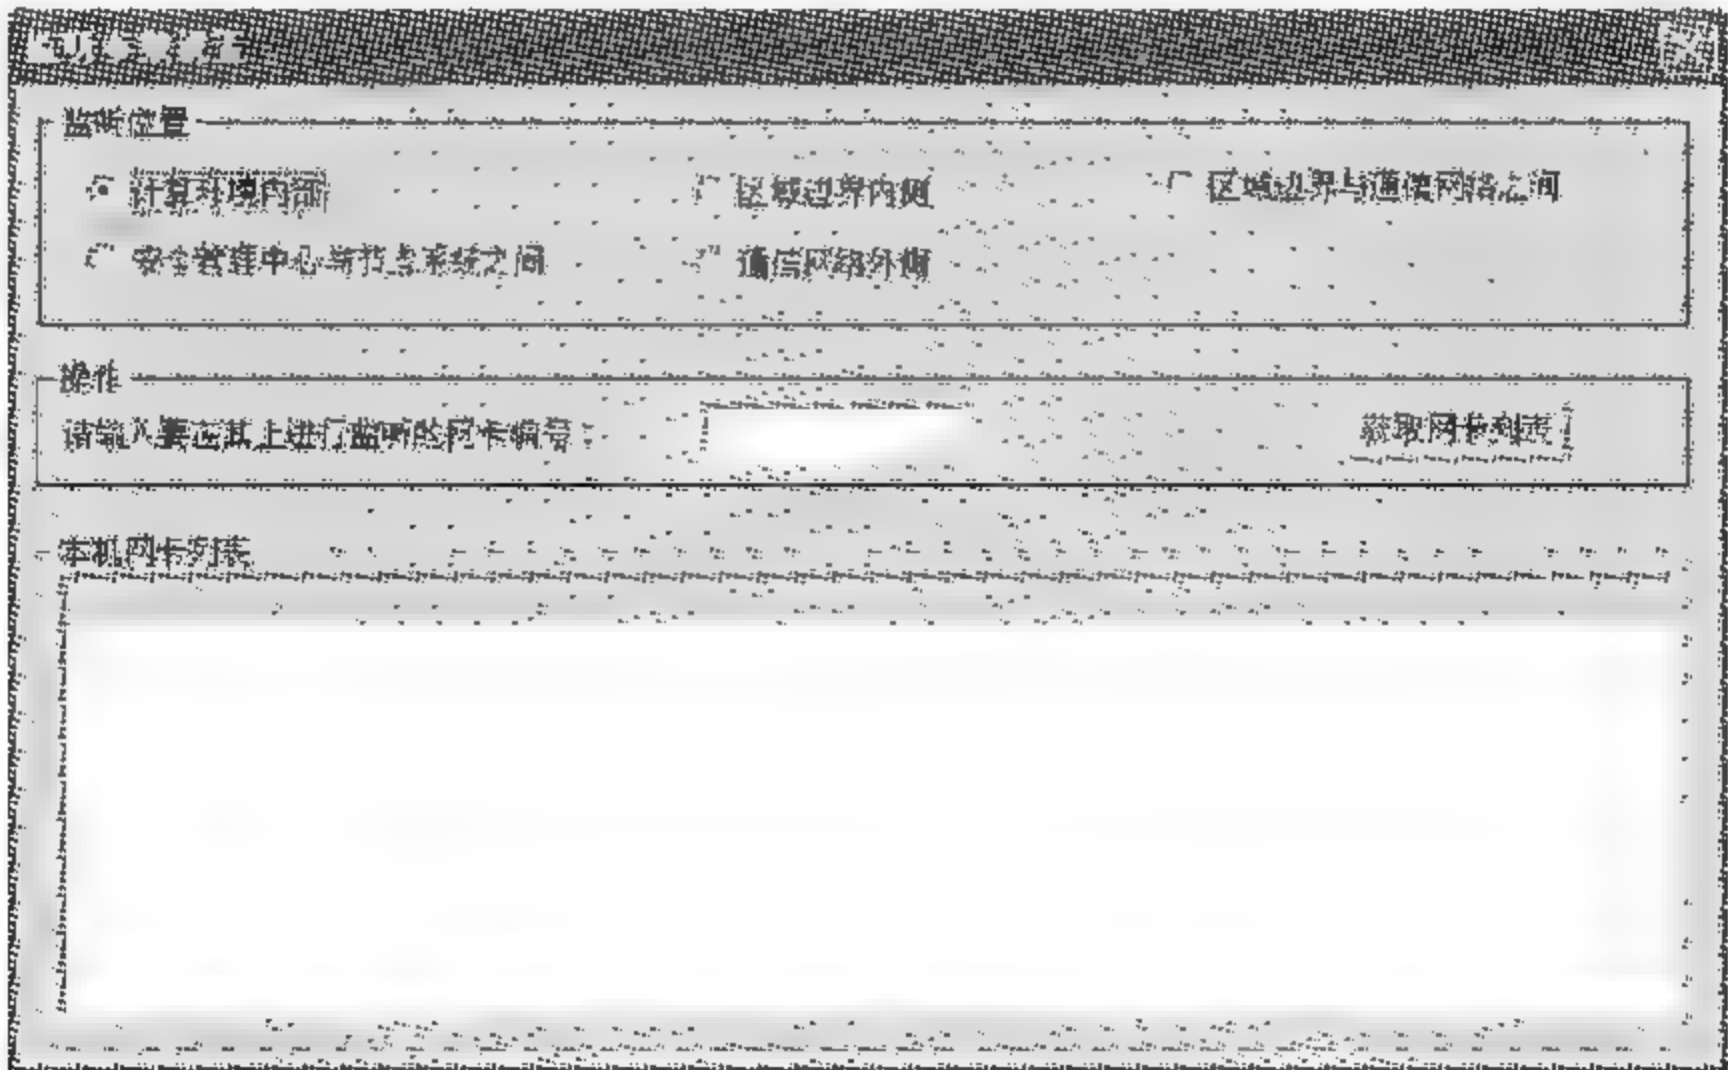 监听位置
计算环境内部 区域边界内侧 区域边界与通信网络之间
安全管理中心与节点系统之间 通信网络外侧
操作
请输入要在其上进行监听的网卡编号： 获取网卡列表
本机网卡列表